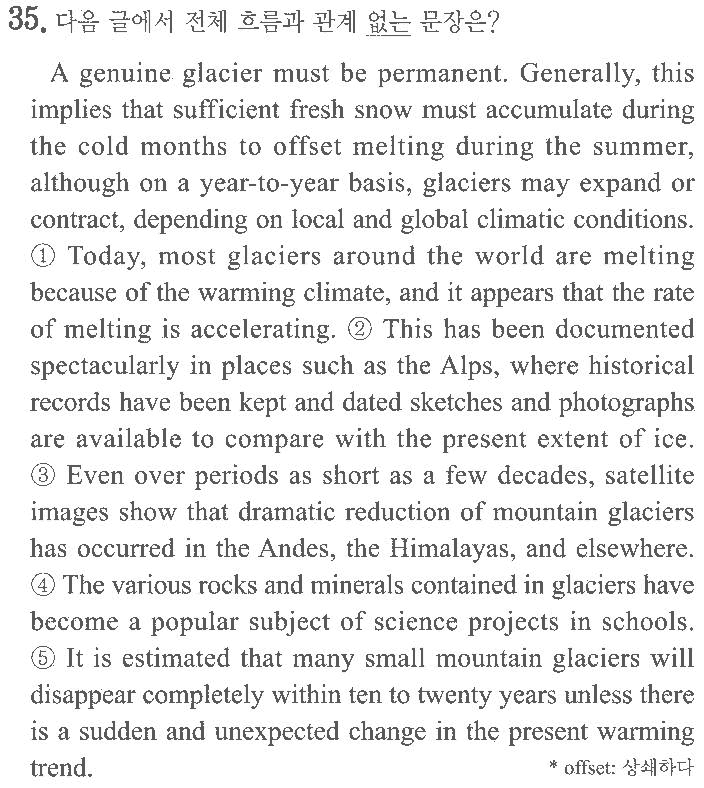 35. 다음 글에서 전체 흐름과 관계 없는 문장은?
A genuine glacier must be permanent. Generally, this
implies that sufficient fresh snow must accumulate during
the cold months to offset melting during the summer,
although on a year-to-year basis, glaciers may expand or
contract, depending on local and global climatic conditions.
① Today, most glaciers around the world are melting
because of the warming climate, and it appears that the rate
of melting is accelerating. ② This has been documented
spectacularly in places such as the Alps, where historical
records have been kept and dated sketches and photographs
are available to compare with the present extent of ice.
③ Even over periods as short as a few decades, satellite
images show that dramatic reduction of mountain glaciers
has occurred in the Andes, the Himalayas, and elsewhere.
④ The various rocks and minerals contained in glaciers have
become a popular subject of science projects in schools.
⑤ It is estimated that many small mountain glaciers will
disappear completely within ten to twenty years unless there
is a sudden and unexpected change in the present warming
trend. * offset: 상쇄하다